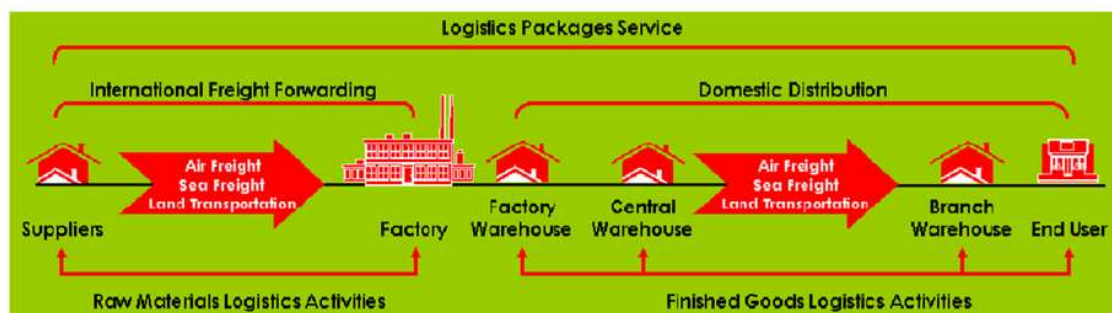 Logistics Packages Service
International Freight Forwarding
Domestic Distribution
Air Freight
Sea Freight
Land Transportation
Air Freight
Sea Freight
Land Transportation
Suppliers
Factory
Factory
Warehouse
Central
Warehouse
Branch
Warehouse
End User
Raw Materials Logistics Activities
Finished Goods Logistics Activities